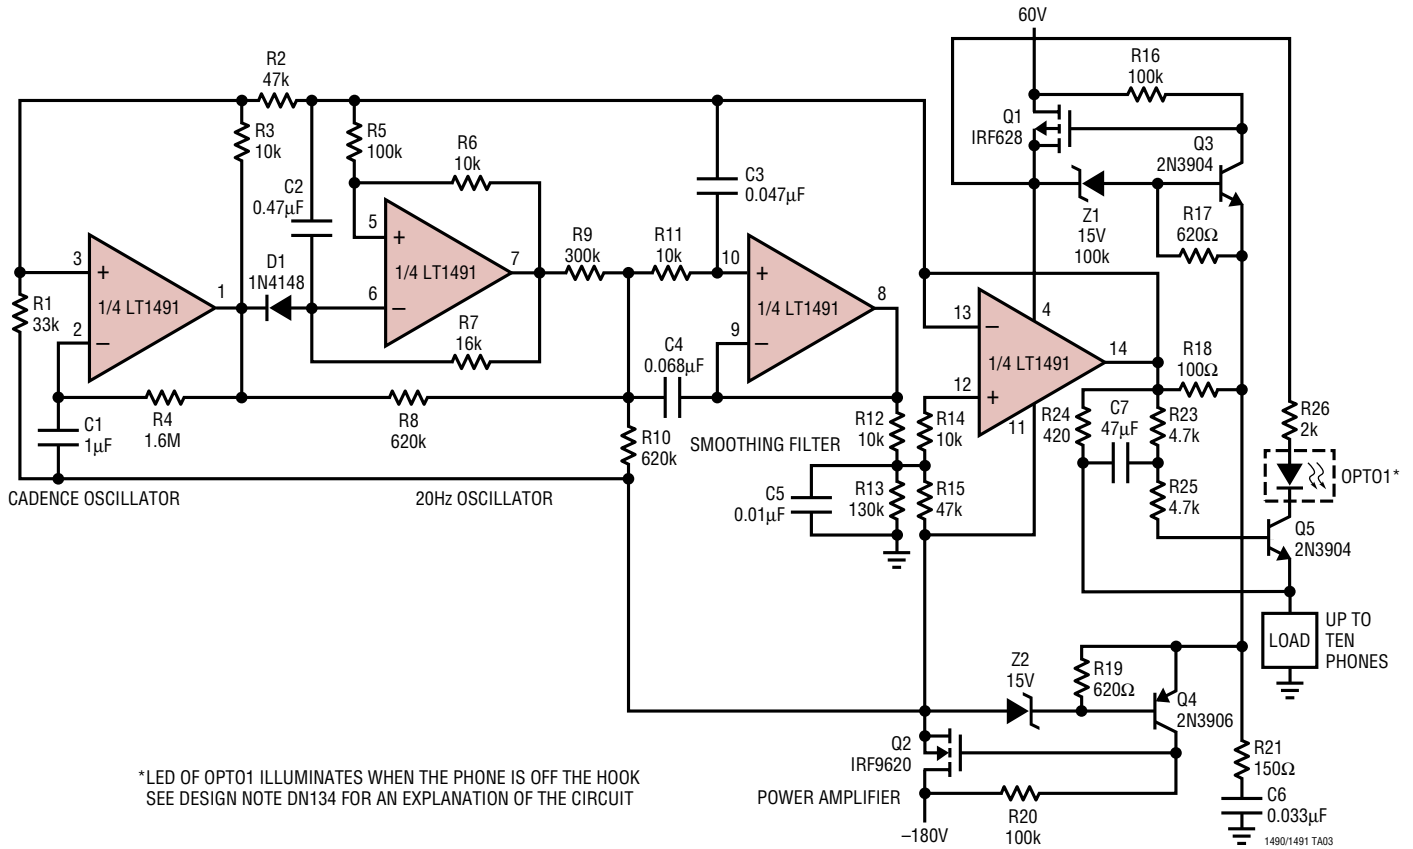 60V
R16
100k
Q1
IRF628
Q3
2N3904
Z1
15V
100k
R17
620Ω
R2
47k
R3
10k
R5
100k
R6
10k
C2
0.47µF
C3
0.047µF
D1
1N4148
R9
300k
R11
10k
R1
33k
3
+
2
–
1
1/4 LT1491
5
+
6
–
7
1/4 LT1491
R7
16k
10
+
9
–
8
1/4 LT1491
13
–
12
+
4
14
11
1/4 LT1491
R18
100Ω
C4
0.068µF
R4
1.6M
C1
1µF
R8
620k
R10
620k
SMOOTHING FILTER
R12
10k
R14
10k
R24
420
C7
47µF
R23
4.7k
R26
2k
OPTO1*
C5
0.01µF
R13
130k
R15
47k
R25
4.7k
Q5
2N3904
CADENCE OSCILLATOR
20Hz OSCILLATOR
LOAD
UP TO
TEN
PHONES
Z2
15V
R19
620Ω
Q4
2N3906
Q2
IRF9620
R21
150Ω
C6
0.033µF
POWER AMPLIFIER
R20
100k
–180V
*LED OF OPTO1 ILLUMINATES WHEN THE PHONE IS OFF THE HOOK
SEE DESIGN NOTE DN134 FOR AN EXPLANATION OF THE CIRCUIT
1490/1491 TA03